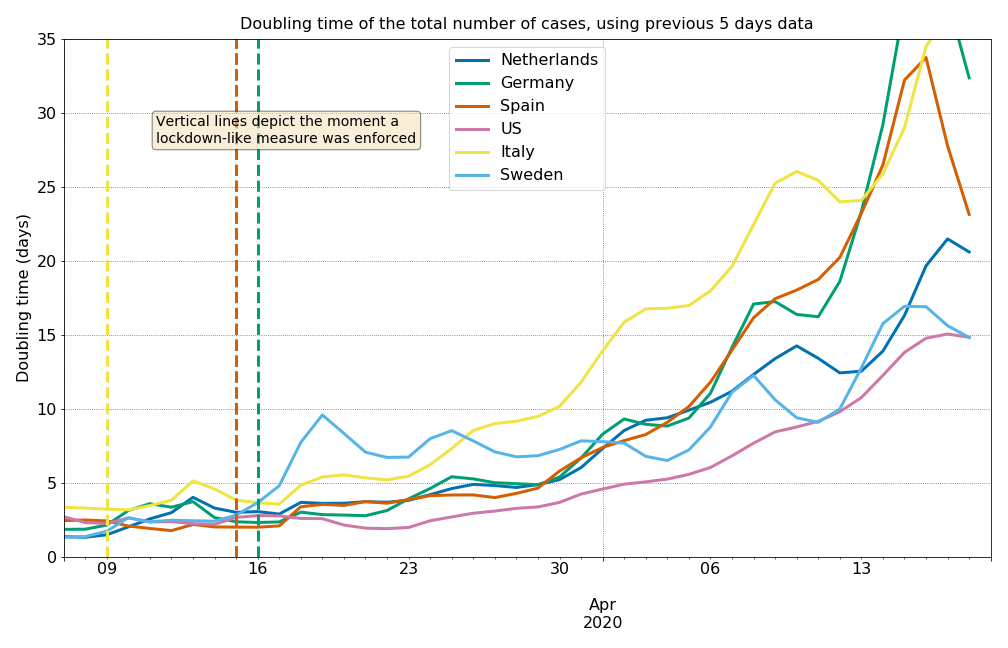 Doubling time of the total number of cases, using previous 5 days data
35
30
25
20
15
10
5
0
Doubling time (days)
Vertical lines depict the moment a
lockdown-like measure was enforced
Netherlands
Germany
Spain
US
Italy
Sweden
09
16
23
30
06
13
Apr
2020